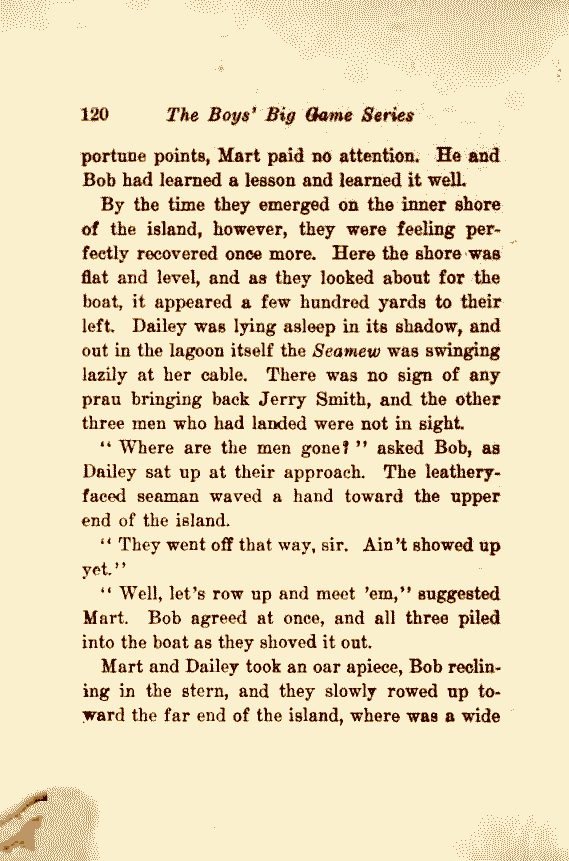 120 The Boys' Big Game Series
portune points, Mart paid no attention. He and
Bob had learned a lesson and learned it well.
By the time they emerged on the inner shore
of the island, however, they were feeling per-
fectly recovered once more. Here the shore was
flat and level, and as they looked about for the
boat, it appeared a few hundred yards to their
left. Dailey was lying asleep in its shadow, and
out in the lagoon itself the Seamew was swinging
lazily at her cable. There was no sign of any
prau bringing back Jerry Smith, and the other
three men who had landed were not in sight.
" Where are the men gone? " asked Bob, as
Dailey sat up at their approach. The leathery-
faced seaman waved a hand toward the upper
end of the island.
" They went off that way, sir. Ain't showed up
yet."
" Well, let's row up and meet 'em," suggested
Mart. Bob agreed at once, and all three piled
into the boat as they shoved it out.
Mart and Dailey took an oar apiece, Bob reclin-
ing in the stern, and they slowly rowed up to-
ward the far end of the island, where was a wide